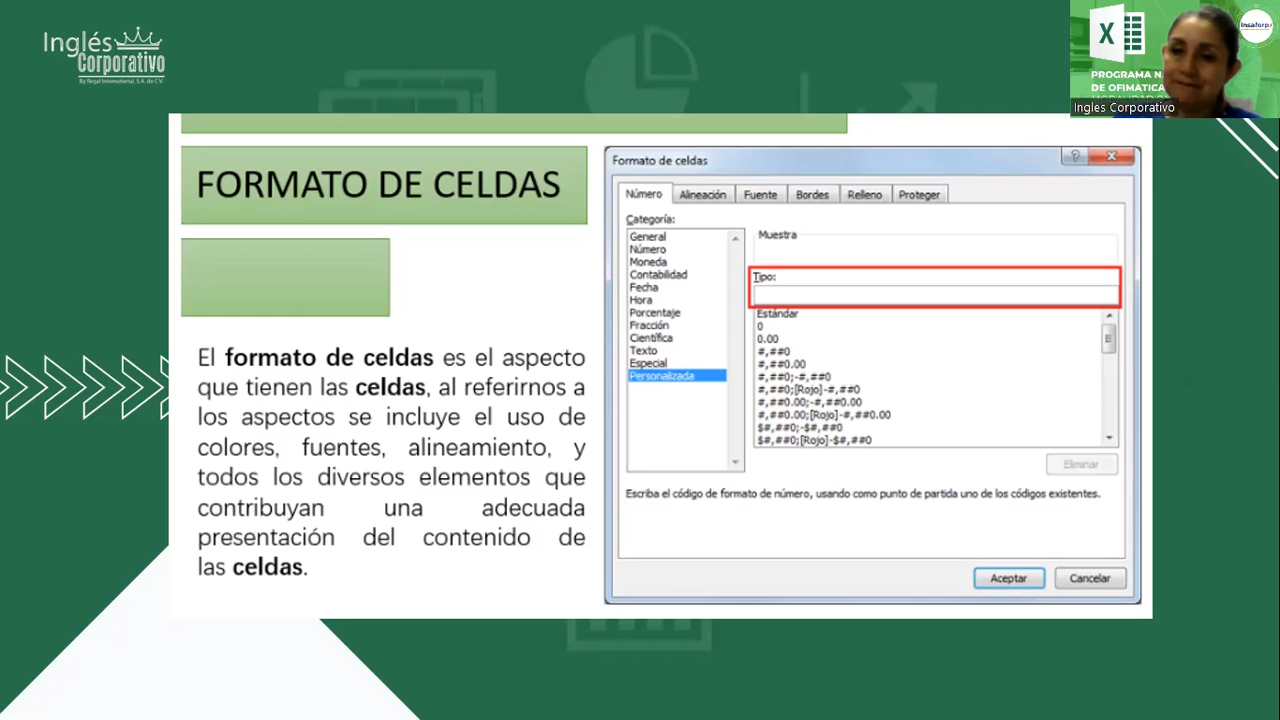 Inglés
Corporativo
By Regal International, S.A. de C.V.
PROGRAMA N
DE OFIMÁTICA
Ingles Corporativo
Insaforp
FORMATO DE CELDAS
El formato de celdas es el aspecto
que tienen las celdas, al referirnos a
los aspectos se incluye el uso de
colores, fuentes, alineamiento, y
todos los diversos elementos que
contribuyan una adecuada
presentación del contenido de
las celdas.
Formato de celdas
Número Alineación Fuente Bordes Relleno Proteger
Categoría:
General
Número
Moneda
Contabilidad
Fecha
Hora
Porcentaje
Fracción
Científica
Texto
Especial
Personalizada
Muestra
Tipo:
Estándar
0
0.00
#,##0
#,##0.00
#,##0;-#,##0
#,##0;[Rojo]-#,##0
#,##0.00;-#,##0.00
#,##0.00;[Rojo]-#,##0.00
$#,##0;-$#,##0
$#,##0;[Rojo]-$#,##0
Eliminar
Escriba el código de formato de número, usando como punto de partida uno de los códigos existentes.
Aceptar Cancelar